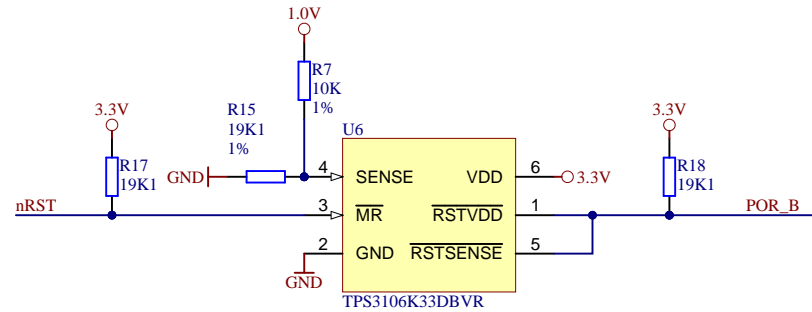 1.0V
R7
10K
1%
3.3V
R15
19K1
1%
U6
3.3V
R17
19K1
R18
19K1
GND
4
SENSE
VDD
6
3.3V
nRST
3
MR
RSTVDD
1
POR_B
2
GND
RSTSENSE
5
GND
TPS3106K33DBVR